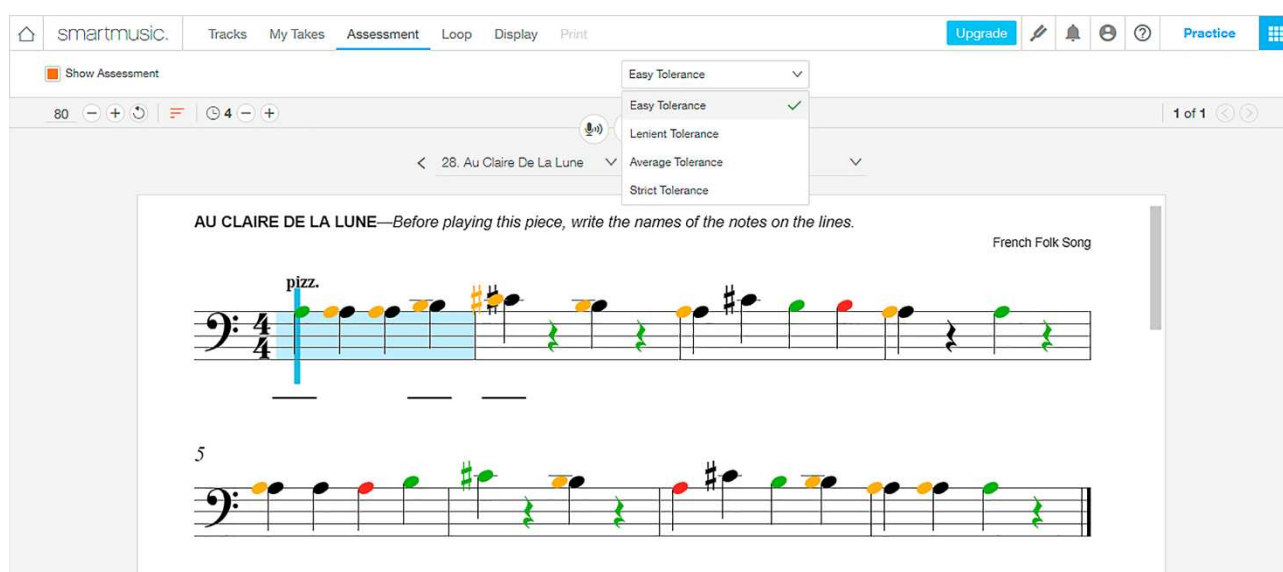 smartmusic. Tracks My Takes Assessment Loop Display Print Upgrade Practice
Show Assessment Easy Tolerance
Easy Tolerance
Lenient Tolerance
Average Tolerance
Strict Tolerance
80 4 1 of 1
28. Au Claire De La Lune
AU CLAIRE DE LA LUNE—Before playing this piece, write the names of the notes on the lines.
French Folk Song
pizz.
4
4
5